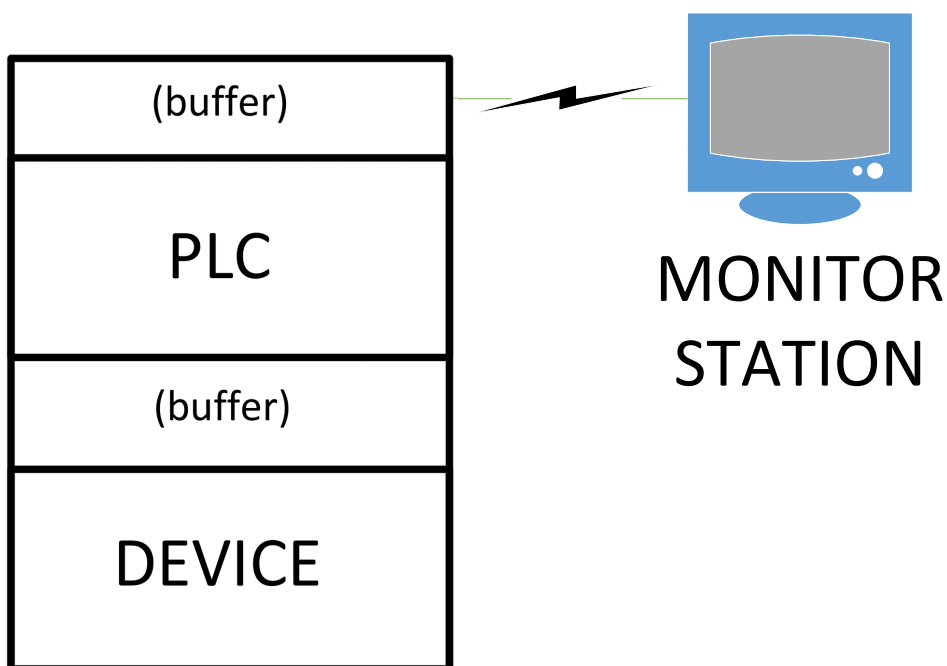 (buffer)
PLC
(buffer)
DEVICE
MONITOR
STATION